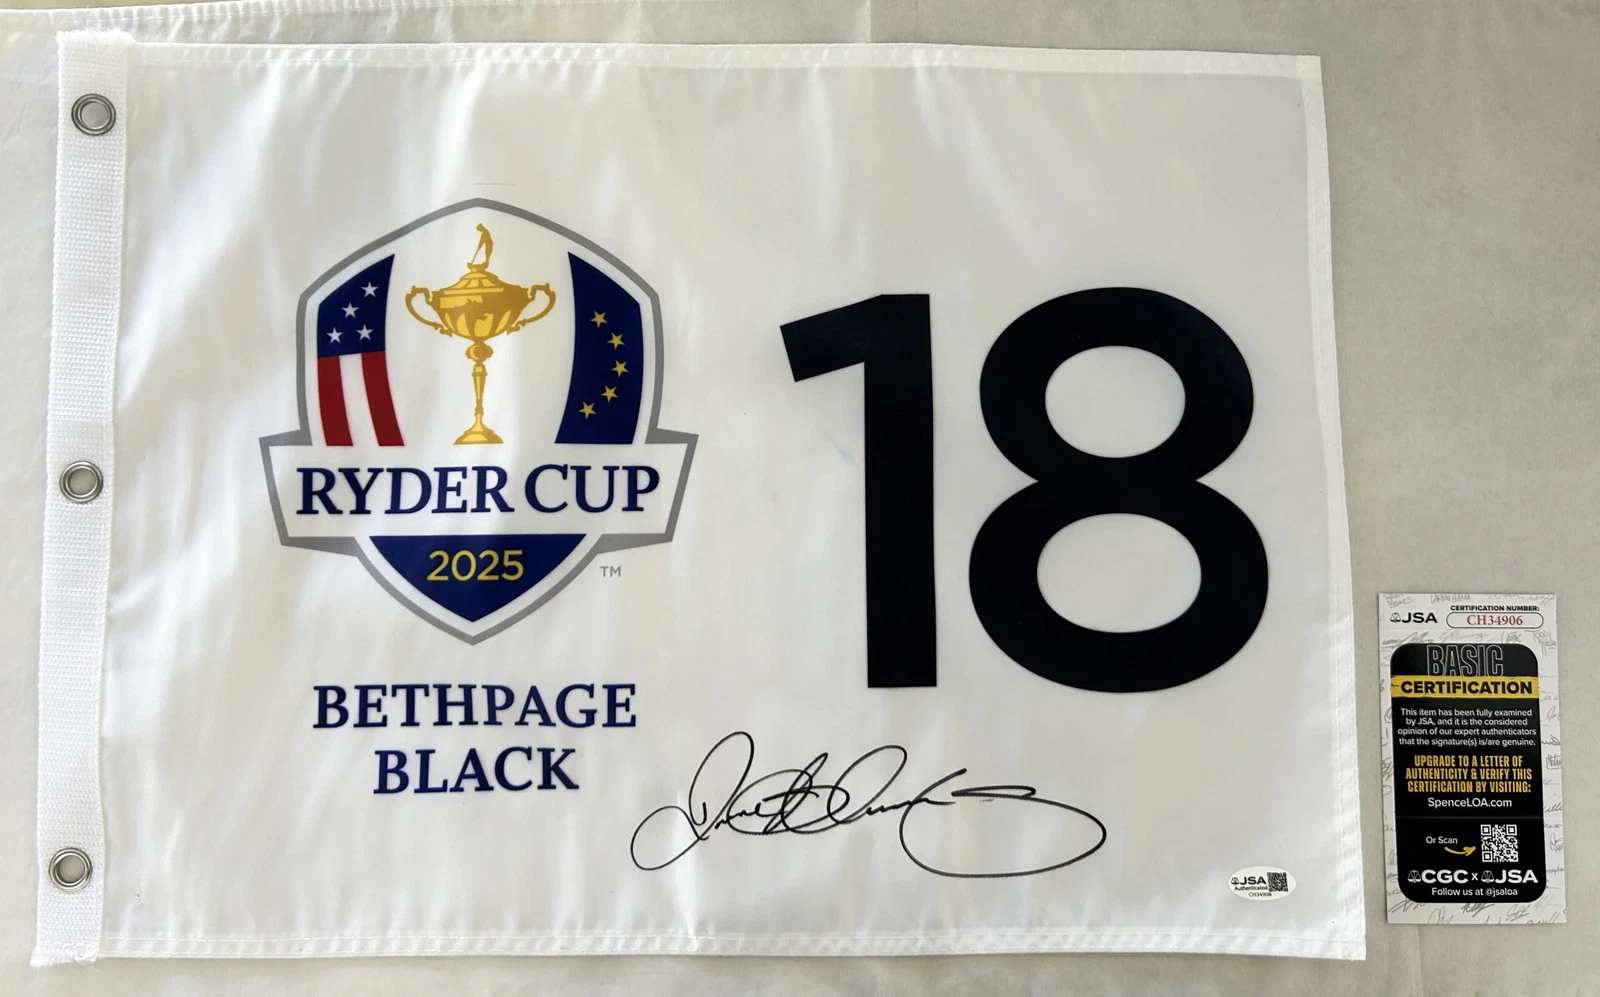 18
RYDER CUP
2025
TM
BETHPAGE
BLACK
JSA
Authenticated
CH34906
JSA
CERTIFICATION NUMBER:
CH34906
BASIC
CERTIFICATION
This item has been fully examined
by JSA, and it is the considered
opinion of our expert authenticators
that the signature(s) is/are genuine.
UPGRADE TO A LETTER OF
AUTHENTICITY & VERIFY THIS
CERTIFICATION BY VISITING:
SpenceLOA.com
Or Scan
CGC x JSA
Follow us at @jsaloa